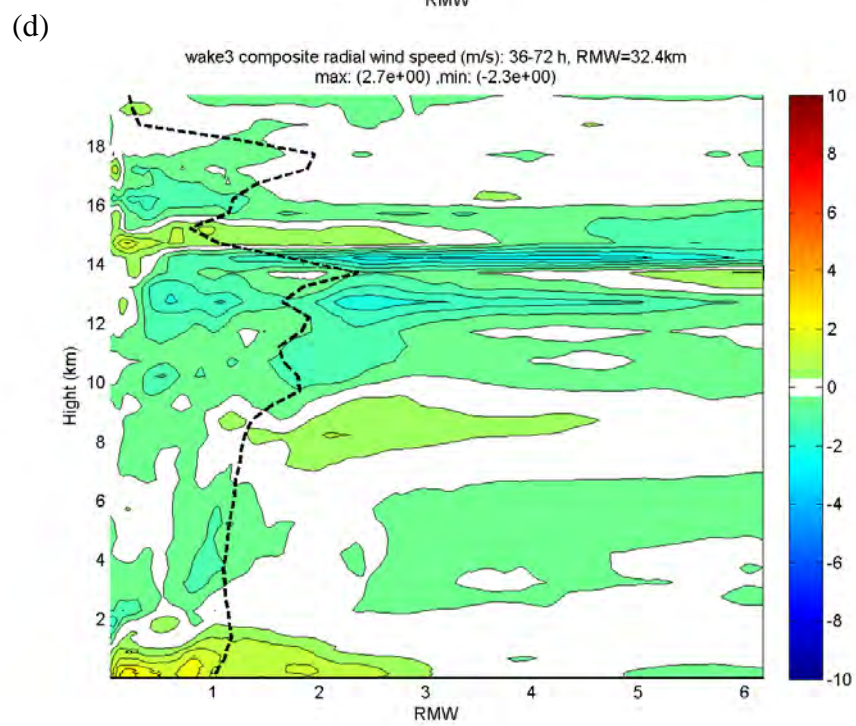 RMW
(d)
wake3 composite radial wind speed (m/s): 36-72 h, RMW=32.4km
max: (2.7e+00) ,min: (-2.3e+00)
Hight (km)
18
16
14
12
10
8
6
4
2
1 2 3 4 5 6
RMW
10
8
6
4
2
0
-2
-4
-6
-8
-10